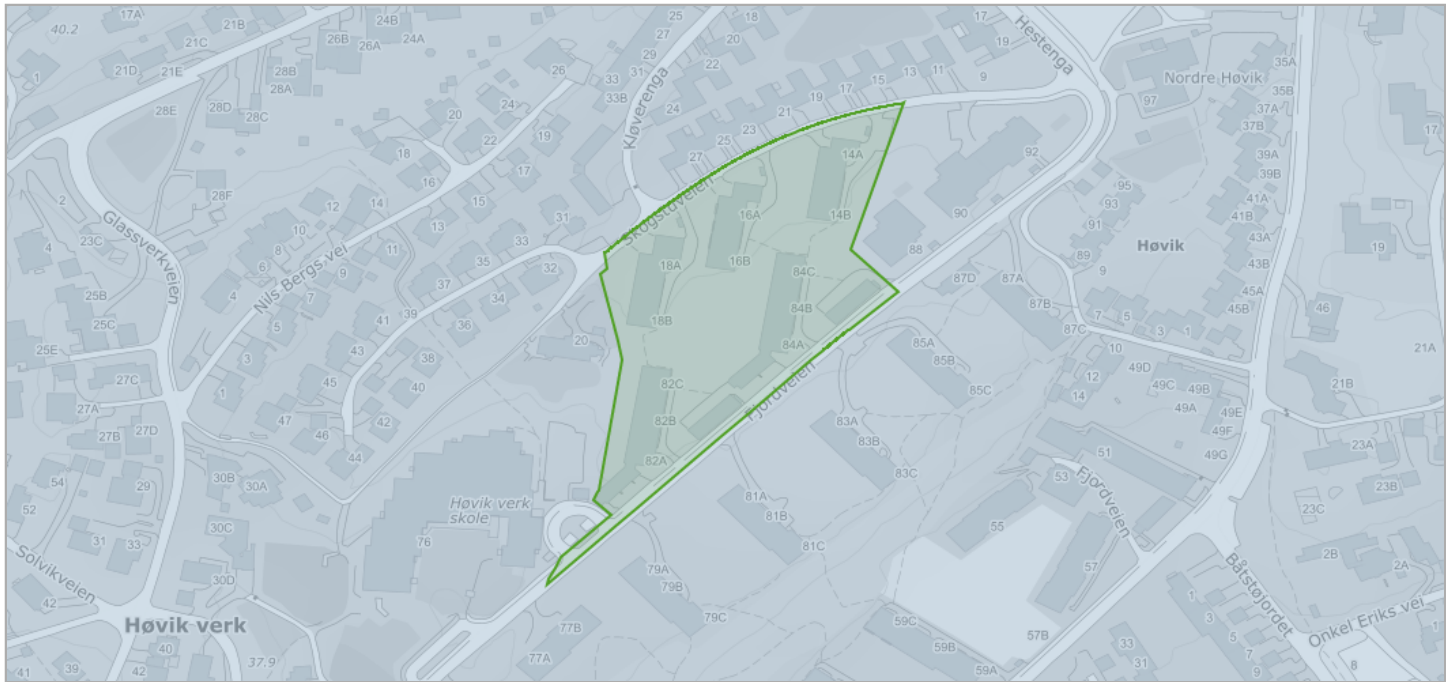 40.2
17A
21B
21C
21D
21E
1
28E
28D
28C
28B
28A
26B
26A
24B
24A
26
24
20
22
19
18
17
16
15
14
13
12
11
10
9
8
7
6
5
4
3
1
2
23C
4
28F
Glassverkveien
Nils Bergs vei
25
27
29
31
33
33B
Kløverenga
18
20
22
24
27
25
23
21
19
17
15
13
11
9
17
19
Hestenga
Skogstuveien
14A
14B
16A
16B
18A
18B
84C
84B
84A
82C
82B
82A
92
90
88
Nordre Høvik
97
35A
35B
37A
37B
39A
39B
41A
41B
43A
43B
45A
45B
95
93
91
89
9
Høvik
87D
87A
87B
87C
7
5
3
1
17
19
46
21A
21B
31
33
32
35
34
37
36
39
41
38
43
40
45
42
47
46
44
20
25B
25C
25E
27C
27A
27B
27D
54
52
29
31
33
30B
30A
30C
30D
Solvikveien
42
40
41
39
42
Høvik verk
37.9
Høvik verk
skole
76
Fjordveien
85A
85B
85C
83A
83B
83C
81A
81B
81C
79A
79B
79C
77B
77A
10
12
14
49D
49C
49B
49A
49E
49F
49G
51
53
Fjordveien
55
57
57B
59C
59B
59A
23A
23B
23C
2B
2A
Båtstøjordet
Onkel Eriks vei
1
3
5
7
9
33
31
8
1